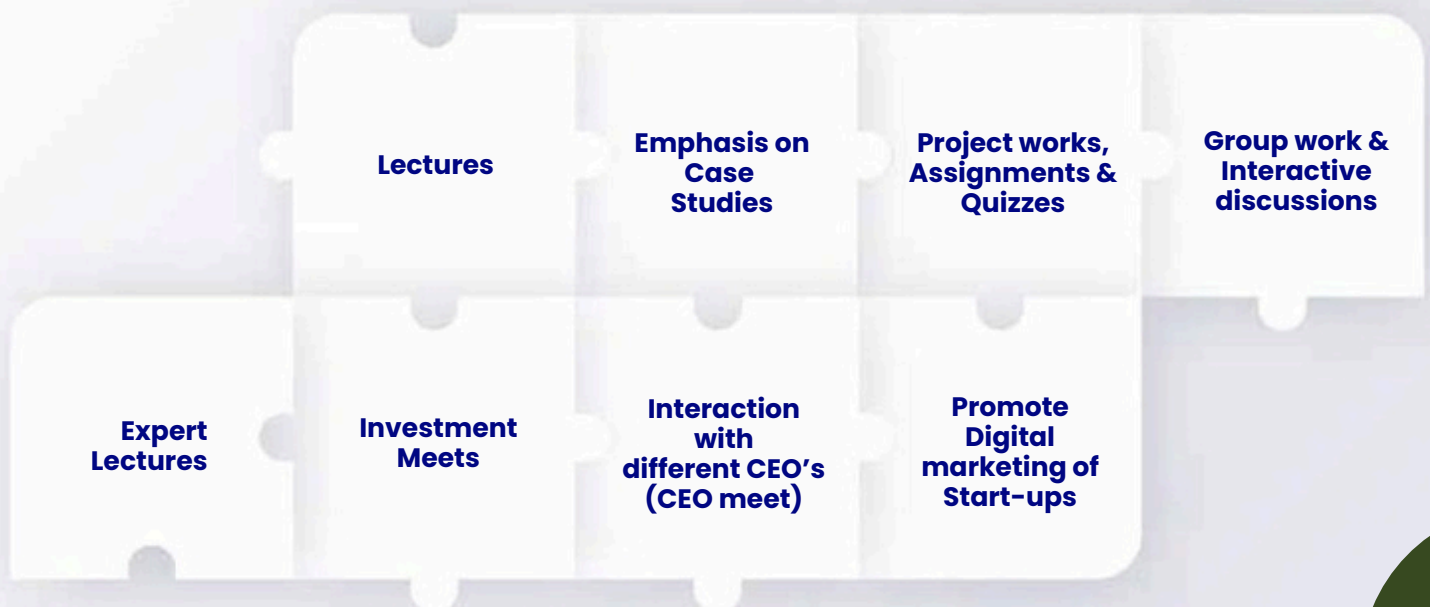 Lectures
Emphasis on
Case
Studies
Project works,
Assignments &
Quizzes
Group work &
Interactive
discussions
Expert
Lectures
Investment
Meets
Interaction
with
different CEO’s
(CEO meet)
Promote
Digital
marketing of
Start-ups